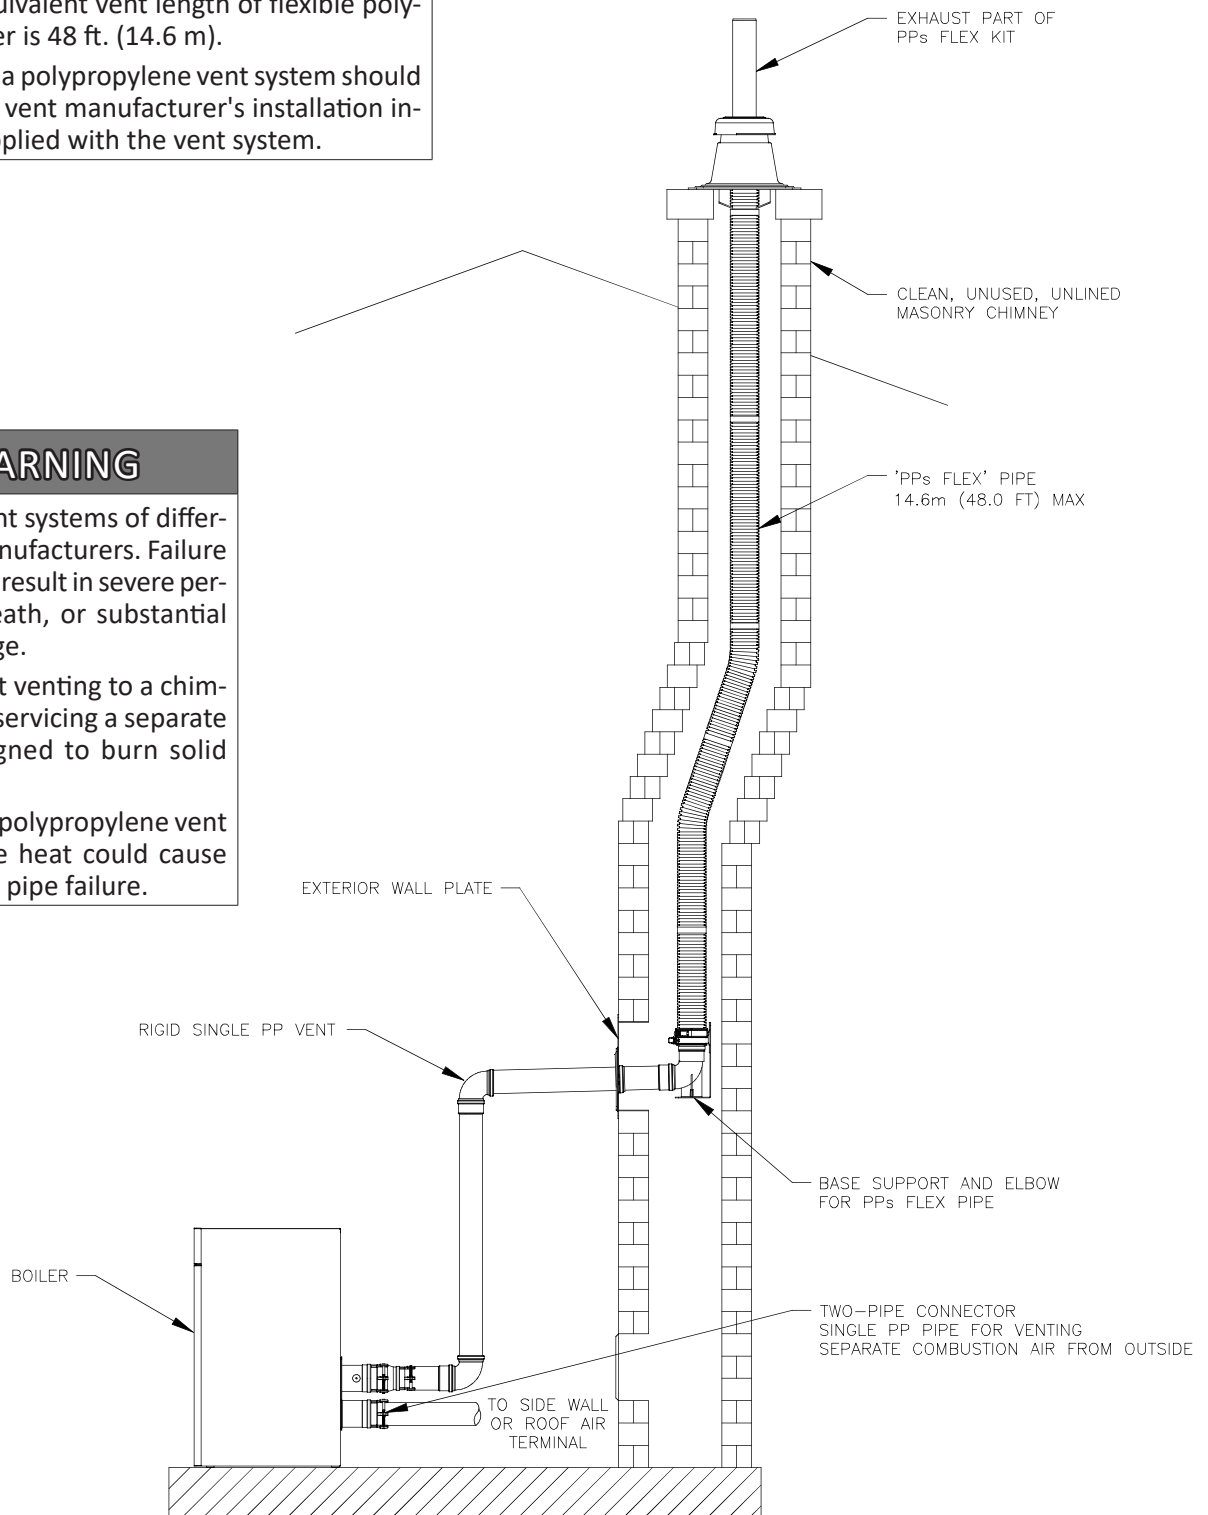 uivalent vent length of flexible poly-
er is 48 ft. (14.6 m).
a polypropylene vent system should
vent manufacturer's installation in-
plied with the vent system.
EXHAUST PART OF
PPs FLEX KIT
CLEAN, UNUSED, UNLINED
MASONRY CHIMNEY
ARNING
nt systems of differ-
nufacturers. Failure
result in severe per-
eath, or substantial
ge.
t venting to a chim-
servicing a separate
gned to burn solid
polypropylene vent
e heat could cause
pipe failure.
'PPs FLEX' PIPE
14.6m (48.0 FT) MAX
EXTERIOR WALL PLATE
RIGID SINGLE PP VENT
BASE SUPPORT AND ELBOW
FOR PPs FLEX PIPE
BOILER
TWO-PIPE CONNECTOR
SINGLE PP PIPE FOR VENTING
SEPARATE COMBUSTION AIR FROM OUTSIDE
TO SIDE WALL
OR ROOF AIR
TERMINAL